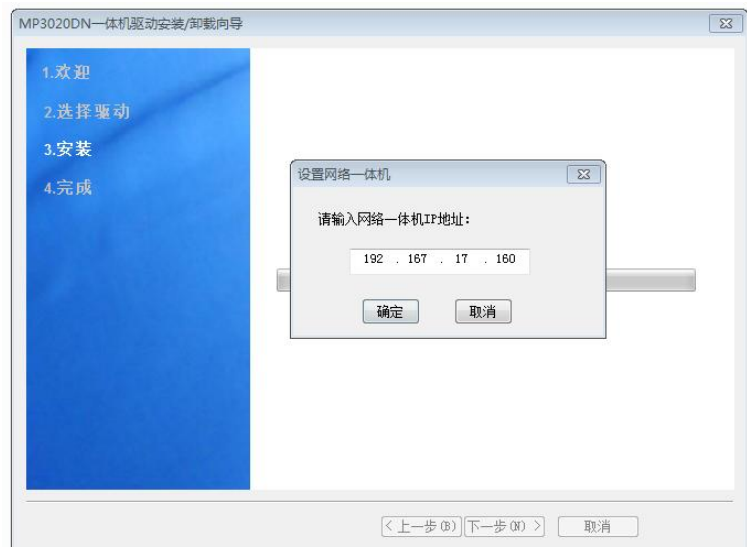 MP3020DN一体机驱动安装/卸载向导
1.欢迎
2.选择驱动
3.安装
4.完成
设置网络一体机
请输入网络一体机IP地址：
192 . 167 . 17 . 160
确定 取消
< 上一步(B) 下一步(N) > 取消